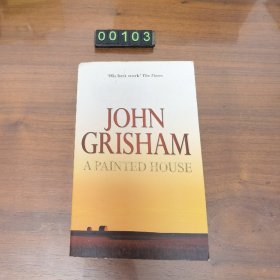 00103
'His best work' The Times
JOHN
GRISHAM
A PAINTED HOUSE